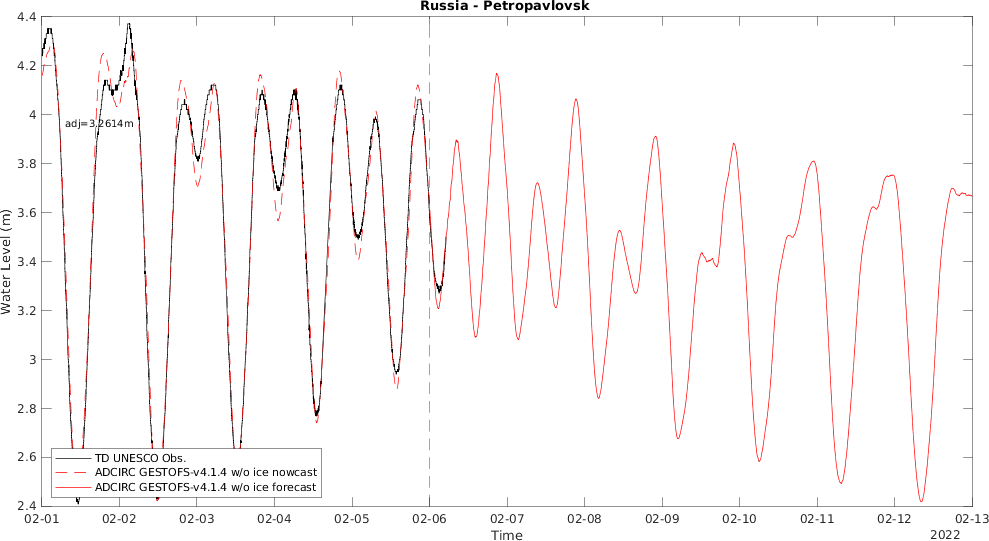 Russia - Petropavlovsk
4.4
4.2
4
3.8
3.6
3.4
3.2
3
2.8
2.6
2.4
Water Level (m)
adj=3.2614m
TD UNESCO Obs.
ADCIRC GESTOFS-v4.1.4 w/o ice nowcast
ADCIRC GESTOFS-v4.1.4 w/o ice forecast
02-01 02-02 02-03 02-04 02-05 02-06 02-07 02-08 02-09 02-10 02-11 02-12 02-13
Time
2022